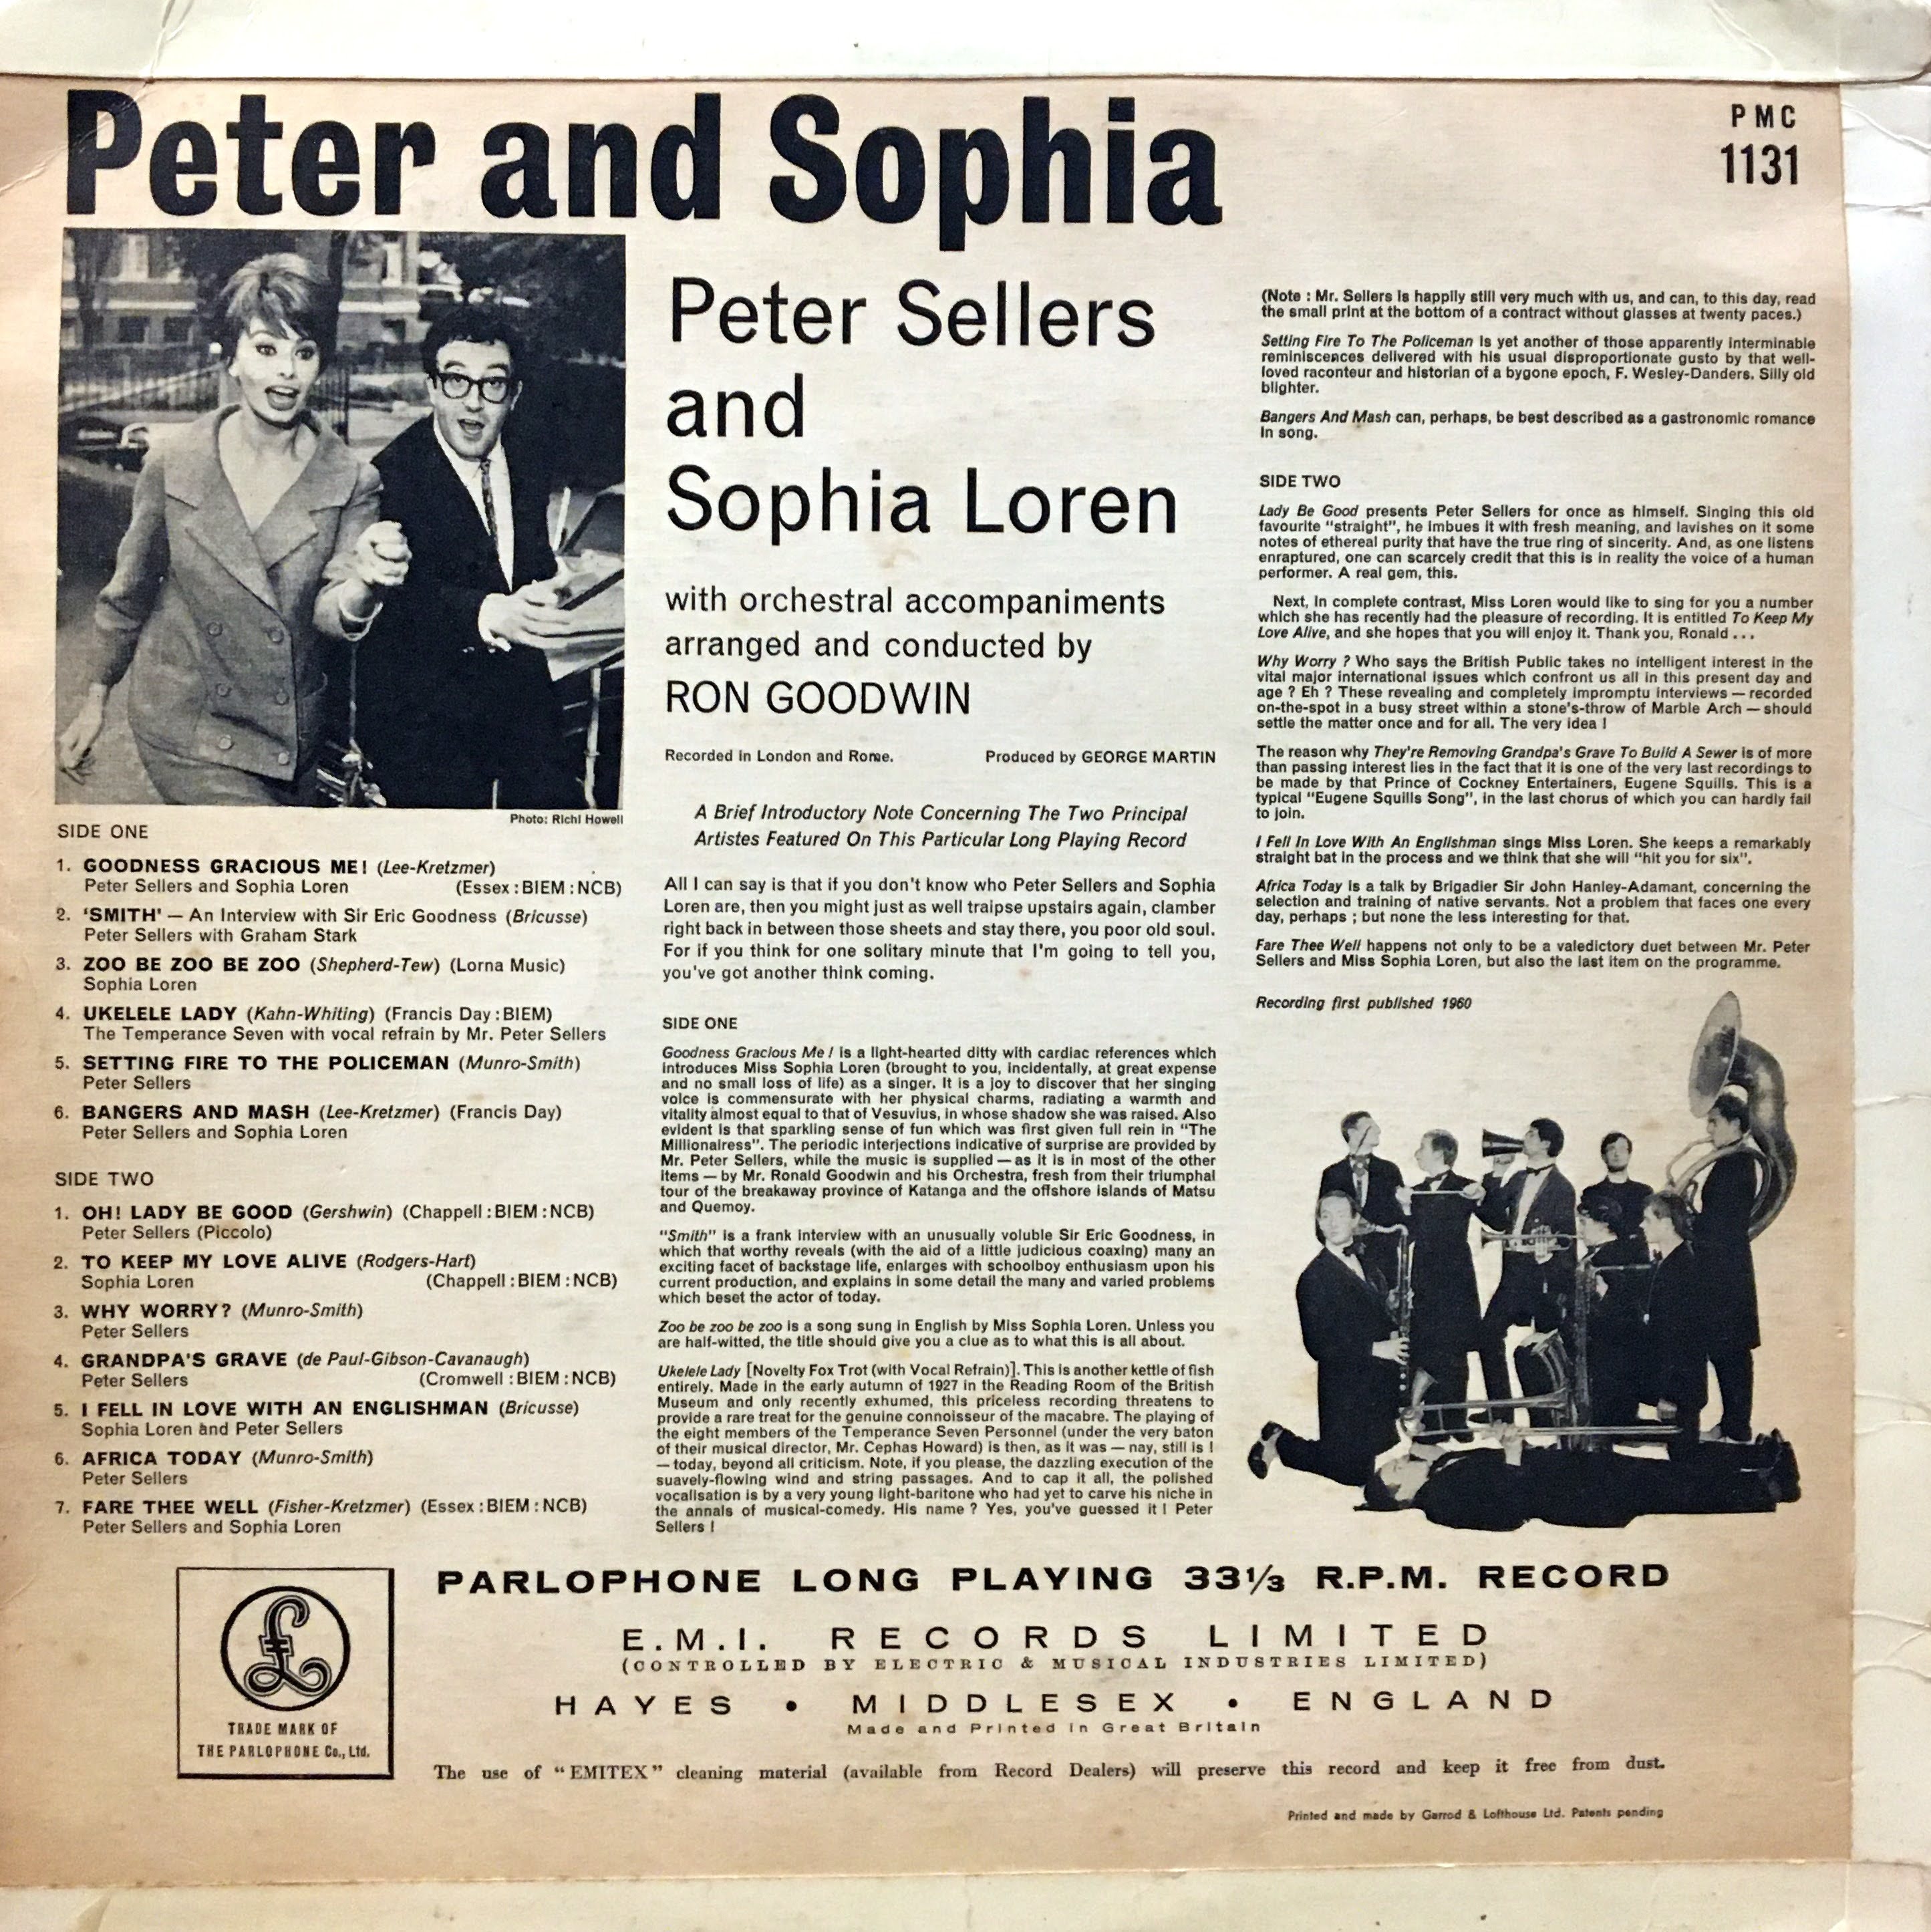 Peter and Sophia
PMC
1131
Peter Sellers
and
Sophia Loren
with orchestral accompaniments
arranged and conducted by
RON GOODWIN
Recorded in London and Rome. Produced by GEORGE MARTIN
Photo: Richi Howell
SIDE ONE
1. GOODNESS GRACIOUS ME! (Lee-Kretzmer)
Peter Sellers and Sophia Loren (Essex:BIEM:NCB)
2. 'SMITH' — An Interview with Sir Eric Goodness (Bricusse)
Peter Sellers with Graham Stark
3. ZOO BE ZOO BE ZOO (Shepherd-Tew) (Lorna Music)
Sophia Loren
4. UKELELE LADY (Kahn-Whiting) (Francis Day:BIEM)
The Temperance Seven with vocal refrain by Mr. Peter Sellers
5. SETTING FIRE TO THE POLICEMAN (Munro-Smith)
Peter Sellers
6. BANGERS AND MASH (Lee-Kretzmer) (Francis Day)
Peter Sellers and Sophia Loren
SIDE TWO
1. OH! LADY BE GOOD (Gershwin) (Chappell:BIEM:NCB)
Peter Sellers (Piccolo)
2. TO KEEP MY LOVE ALIVE (Rodgers-Hart)
Sophia Loren (Chappell:BIEM:NCB)
3. WHY WORRY? (Munro-Smith)
Peter Sellers
4. GRANDPA'S GRAVE (de Paul-Gibson-Cavanaugh)
Peter Sellers (Cromwell:BIEM:NCB)
5. I FELL IN LOVE WITH AN ENGLISHMAN (Bricusse)
Sophia Loren and Peter Sellers
6. AFRICA TODAY (Munro-Smith)
Peter Sellers
7. FARE THEE WELL (Fisher-Kretzmer) (Essex:BIEM:NCB)
Peter Sellers and Sophia Loren
A Brief Introductory Note Concerning The Two Principal
Artistes Featured On This Particular Long Playing Record
All I can say is that if you don't know who Peter Sellers and Sophia
Loren are, then you might just as well traipse upstairs again, clamber
right back in between those sheets and stay there, you poor old soul.
For if you think for one solitary minute that I'm going to tell you,
you've got another think coming.
SIDE ONE
Goodness Gracious Me! is a light-hearted ditty with cardiac references which
introduces Miss Sophia Loren (brought to you, incidentally, at great expense
and no small loss of life) as a singer. It is a joy to discover that her singing
voice is commensurate with her physical charms, radiating a warmth and
vitality almost equal to that of Vesuvius, in whose shadow she was raised. Also
evident is that sparkling sense of fun which was first given full rein in "The
Millionairess". The periodic interjections indicative of surprise are provided by
Mr. Peter Sellers, while the music is supplied — as it is in most of the other
items — by Mr. Ronald Goodwin and his Orchestra, fresh from their triumphal
tour of the breakaway province of Katanga and the offshore islands of Matsu
and Quemoy.
"Smith" is a frank interview with an unusually voluble Sir Eric Goodness, in
which that worthy reveals (with the aid of a little judicious coaxing) many an
exciting facet of backstage life, enlarges with schoolboy enthusiasm upon his
current production, and explains in some detail the many and varied problems
which beset the actor of today.
Zoo be zoo be zoo is a song sung in English by Miss Sophia Loren. Unless you
are half-witted, the title should give you a clue as to what this is all about.
Ukelele Lady [Novelty Fox Trot (with Vocal Refrain)]. This is another kettle of fish
entirely. Made in the early autumn of 1927 in the Reading Room of the British
Museum and only recently exhumed, this priceless recording threatens to
provide a rare treat for the genuine connoisseur of the macabre. The playing of
the eight members of the Temperance Seven Personnel (under the very baton
of their musical director, Mr. Cephas Howard) is then, as it was — nay, still is!
— today, beyond all criticism. Note, if you please, the dazzling execution of the
suavely-flowing wind and string passages. And to cap it all, the polished
vocalisation is by a very young light-baritone who had yet to carve his niche in
the annals of musical-comedy. His name? Yes, you've guessed it! Peter
Sellers!
(Note : Mr. Sellers is happily still very much with us, and can, to this day, read
the small print at the bottom of a contract without glasses at twenty paces.)
Setting Fire To The Policeman is yet another of those apparently interminable
reminiscences delivered with his usual disproportionate gusto by that well-
loved raconteur and historian of a bygone epoch, F. Wesley-Danders. Silly old
blighter.
Bangers And Mash can, perhaps, be best described as a gastronomic romance
in song.
SIDE TWO
Lady Be Good presents Peter Sellers for once as himself. Singing this old
favourite "straight", he imbues it with fresh meaning, and lavishes on it some
notes of ethereal purity that have the true ring of sincerity. And, as one listens
enraptured, one can scarcely credit that this is in reality the voice of a human
performer. A real gem, this.
Next, in complete contrast, Miss Loren would like to sing for you a number
which she has recently had the pleasure of recording. It is entitled To Keep My
Love Alive, and she hopes that you will enjoy it. Thank you, Ronald ...
Why Worry? Who says the British Public takes no intelligent interest in the
vital major international issues which confront us all in this present day and
age? Eh? These revealing and completely impromptu interviews — recorded
on-the-spot in a busy street within a stone's-throw of Marble Arch — should
settle the matter once and for all. The very idea!
The reason why They're Removing Grandpa's Grave To Build A Sewer is of more
than passing interest lies in the fact that it is one of the very last recordings to
be made by that Prince of Cockney Entertainers, Eugene Squills. This is a
typical "Eugene Squills Song", in the last chorus of which you can hardly fail
to join.
I Fell In Love With An Englishman sings Miss Loren. She keeps a remarkably
straight bat in the process and we think that she will "hit you for six".
Africa Today is a talk by Brigadier Sir John Hanley-Adamant, concerning the
selection and training of native servants. Not a problem that faces one every
day, perhaps ; but none the less interesting for that.
Fare Thee Well happens not only to be a valedictory duet between Mr. Peter
Sellers and Miss Sophia Loren, but also the last item on the programme.
Recording first published 1960
PARLOPHONE LONG PLAYING 33⅓ R.P.M. RECORD
E.M.I. RECORDS LIMITED
(CONTROLLED BY ELECTRIC & MUSICAL INDUSTRIES LIMITED)
HAYES • MIDDLESEX • ENGLAND
Made and Printed in Great Britain
£
TRADE MARK OF
THE PARLOPHONE Co., Ltd.
The use of "EMITEX" cleaning material (available from Record Dealers) will preserve this record and keep it free from dust.
Printed and made by Garrod & Lofthouse Ltd. Patents pending